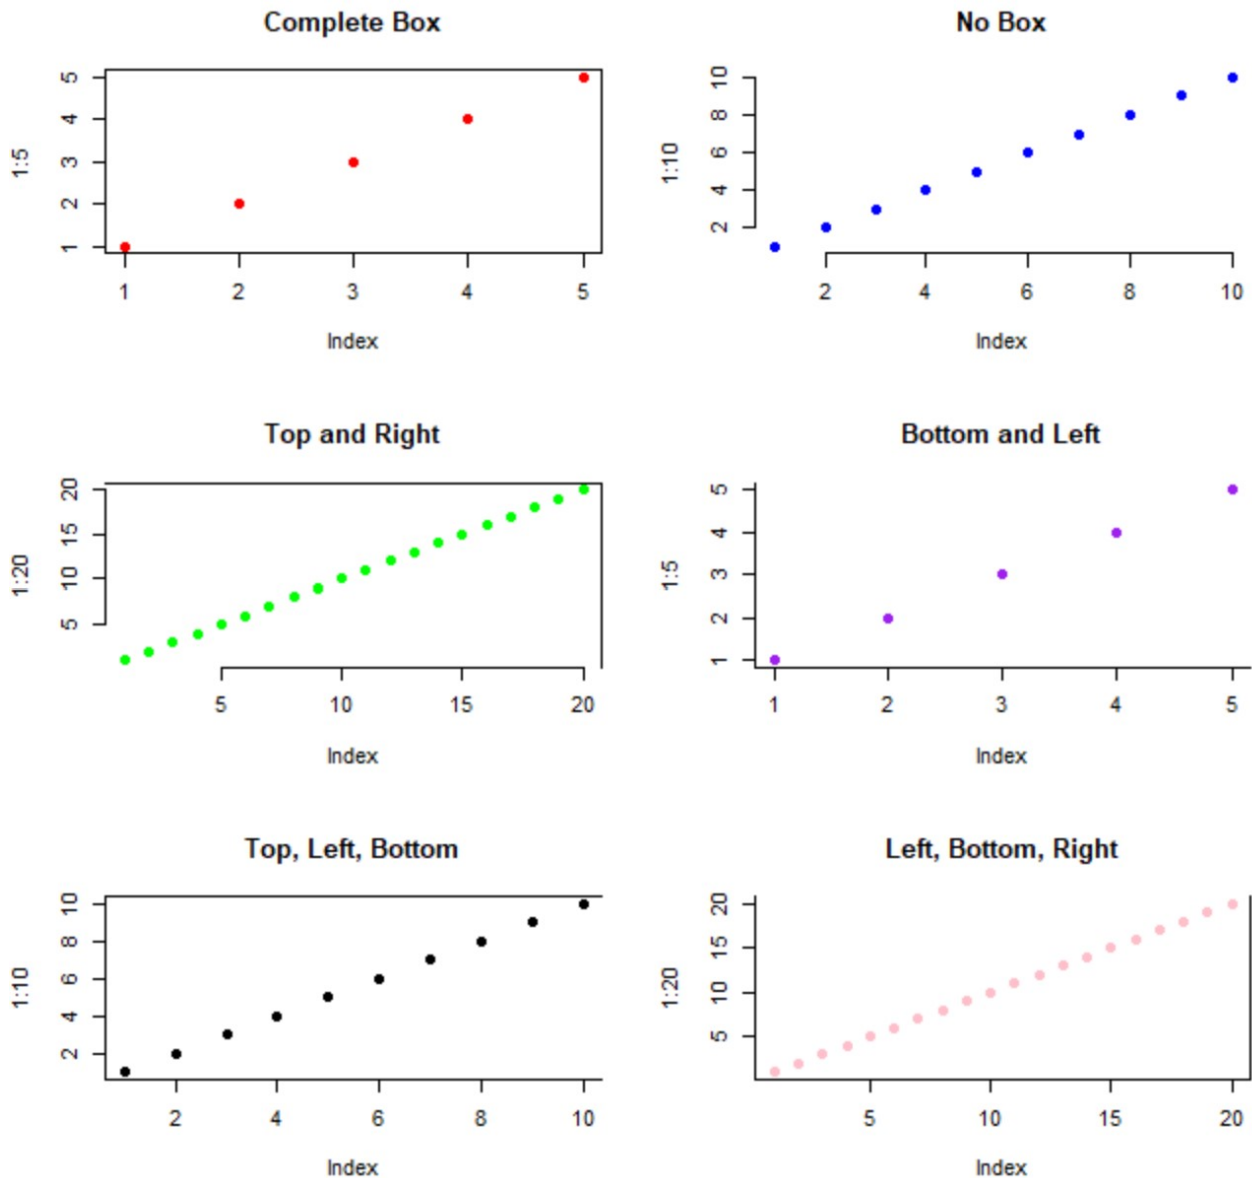 Complete Box
5
4
3
2
1
1:5
1 2 3 4 5
Index
No Box
10
8
6
4
2
1:10
2 4 6 8 10
Index
Top and Right
20
15
10
5
1:20
5 10 15 20
Index
Bottom and Left
5
4
3
2
1
1:5
1 2 3 4 5
Index
Top, Left, Bottom
10
8
6
4
2
1:10
2 4 6 8 10
Index
Left, Bottom, Right
20
15
10
5
1:20
5 10 15 20
Index